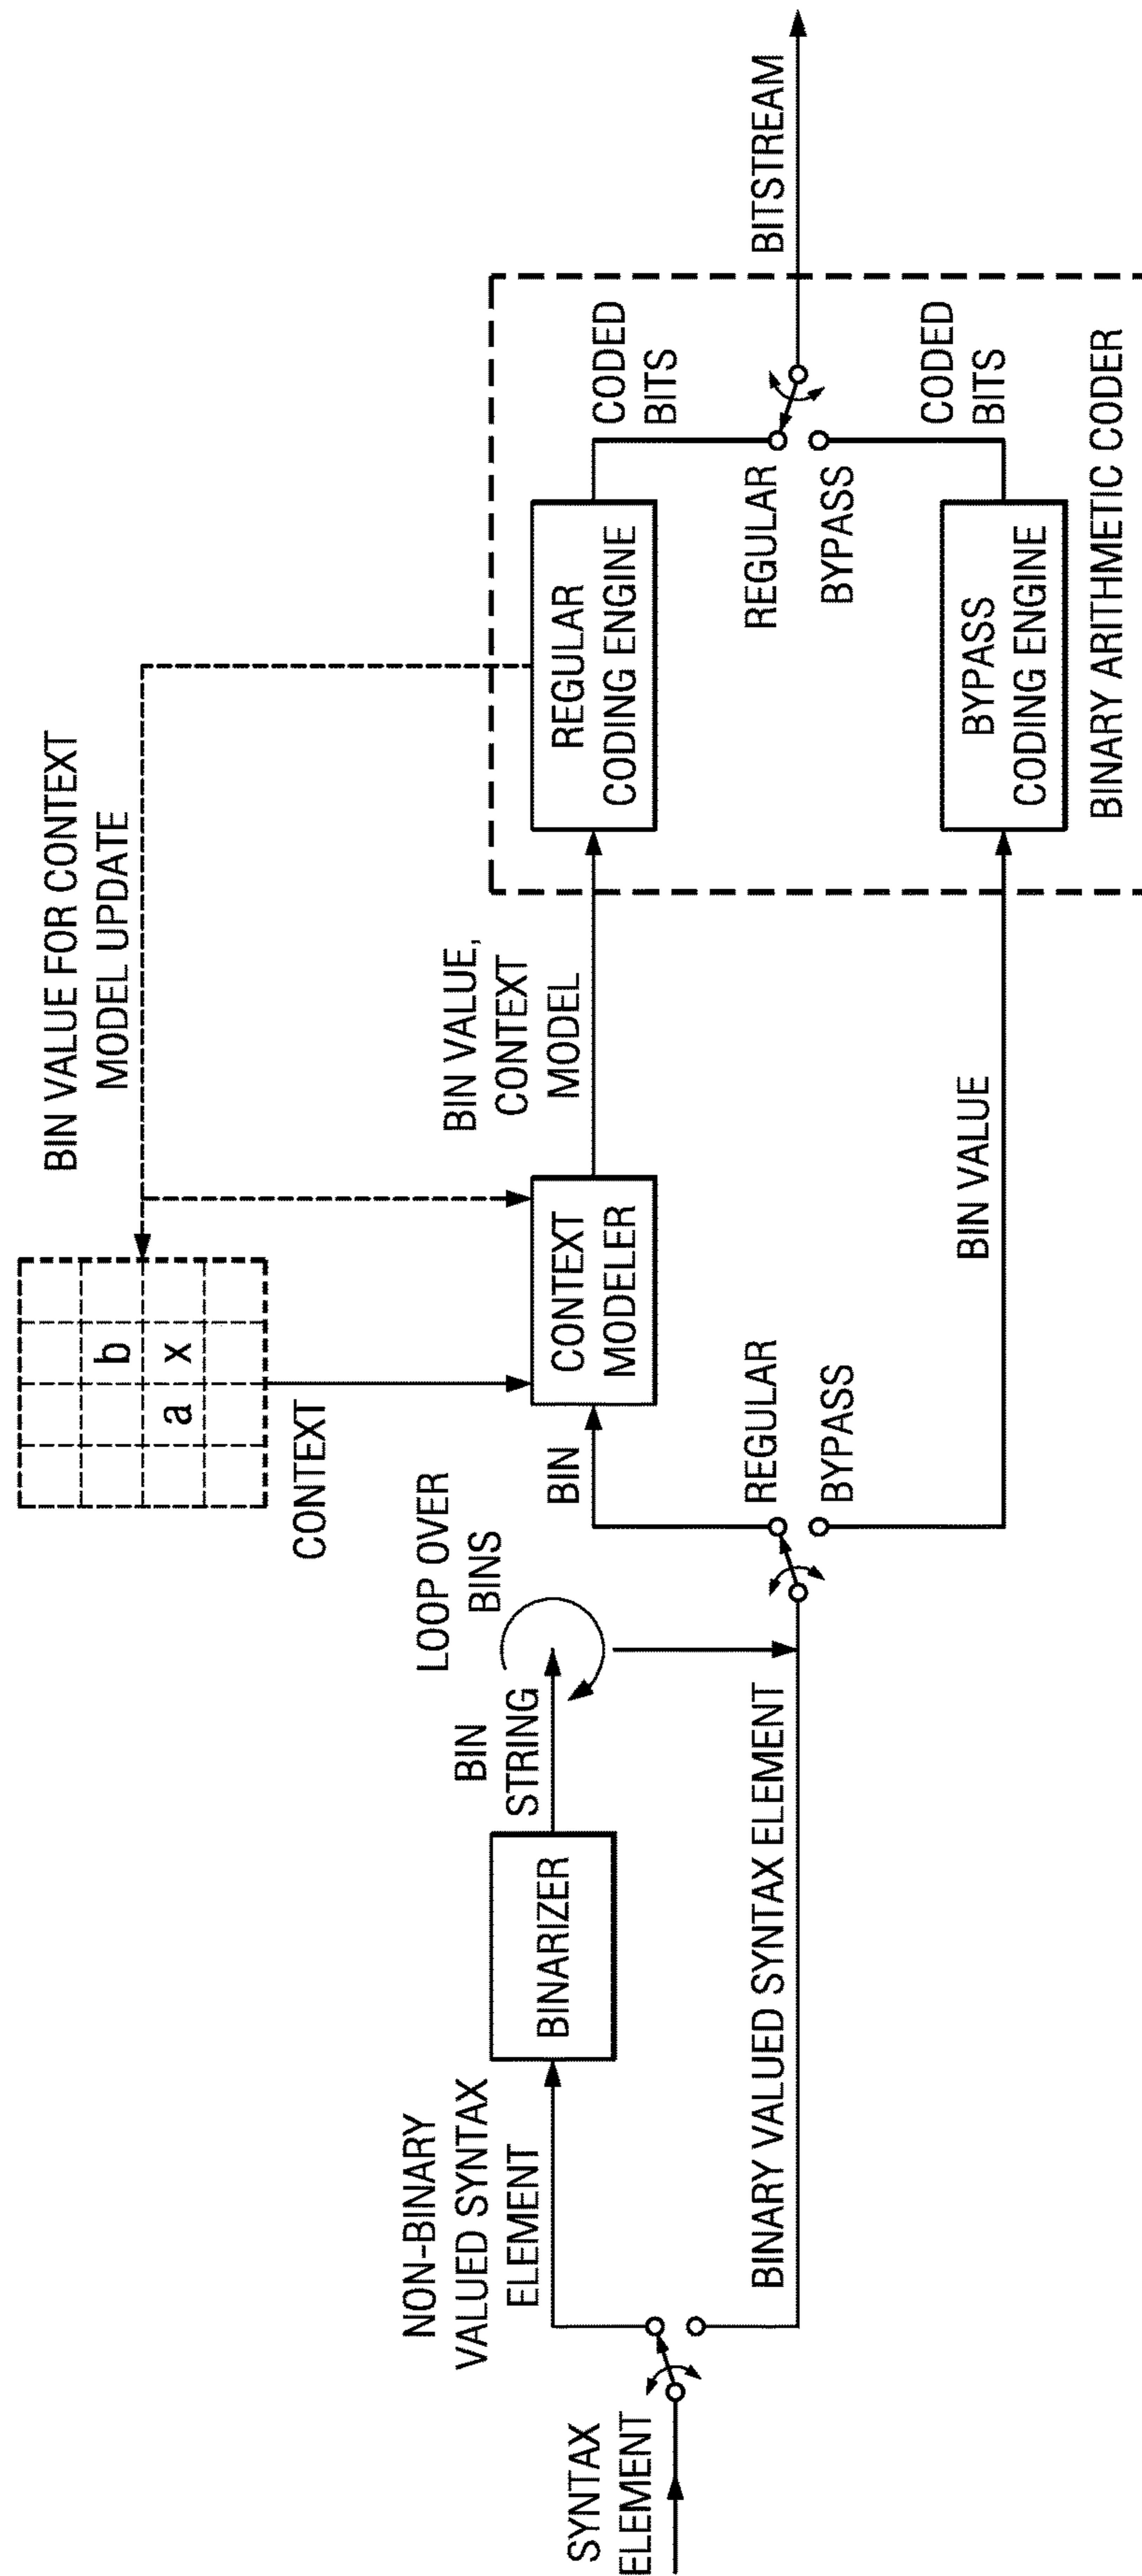 SYNTAX
ELEMENT
NON-BINARY
VALUED SYNTAX
ELEMENT
BINARIZER
BIN
STRING
LOOP OVER
BINS
BINARY VALUED SYNTAX ELEMENT
a
b
x
CONTEXT
BIN
REGULAR
BYPASS
CONTEXT
MODELER
BIN VALUE FOR CONTEXT
MODEL UPDATE
BIN VALUE,
CONTEXT
MODEL
BIN VALUE
REGULAR
CODING ENGINE
BYPASS
CODING ENGINE
CODED
BITS
REGULAR
BYPASS
CODED
BITS
BINARY ARITHMETIC CODER
BITSTREAM